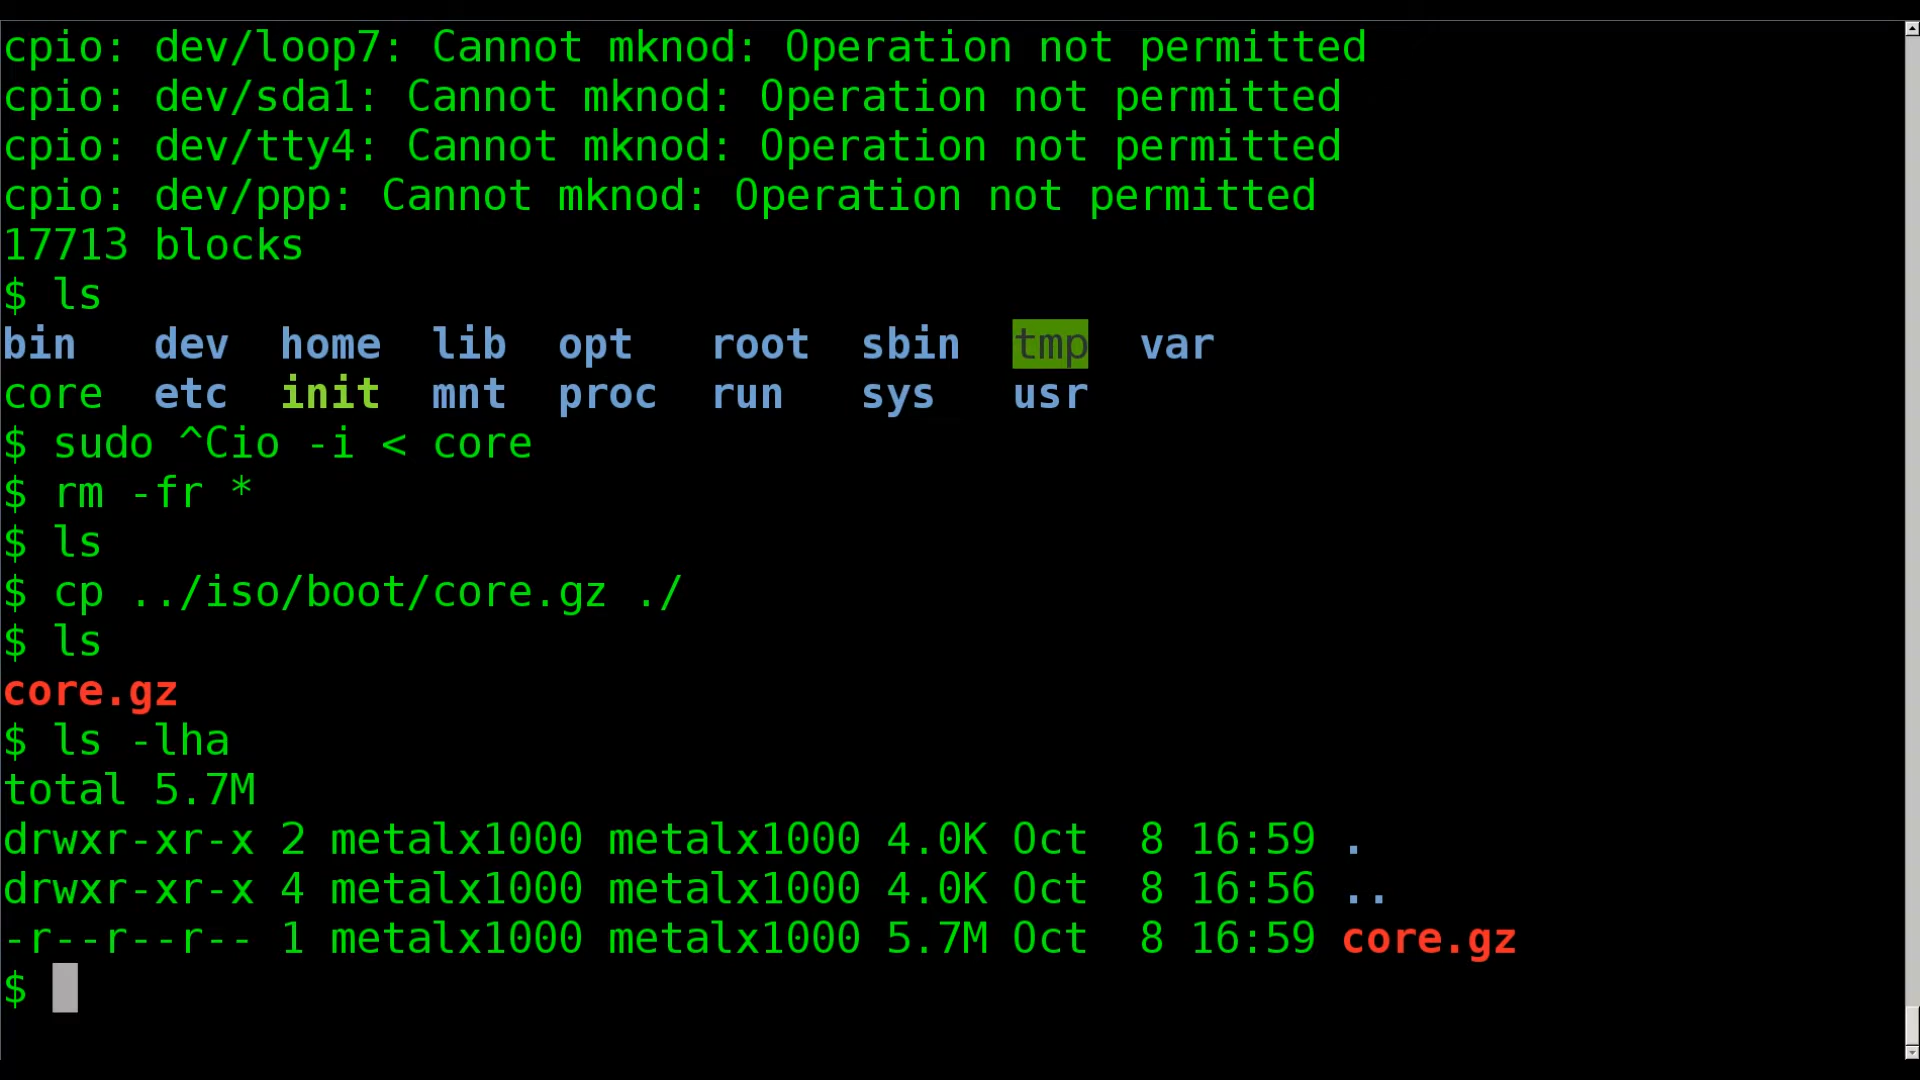 cpio: dev/loop7: Cannot mknod: Operation not permitted
cpio: dev/sda1: Cannot mknod: Operation not permitted
cpio: dev/tty4: Cannot mknod: Operation not permitted
cpio: dev/ppp: Cannot mknod: Operation not permitted
17713 blocks
$ ls
bin   dev  home  lib  opt   root  sbin  tmp  var
core  etc  init  mnt  proc  run   sys   usr
$ sudo ^Cio -i < core
$ rm -fr *
$ ls
$ cp ../iso/boot/core.gz ./
$ ls
core.gz
$ ls -lha
total 5.7M
drwxr-xr-x 2 metalx1000 metalx1000 4.0K Oct  8 16:59 .
drwxr-xr-x 4 metalx1000 metalx1000 4.0K Oct  8 16:56 ..
-r--r--r-- 1 metalx1000 metalx1000 5.7M Oct  8 16:59 core.gz
$